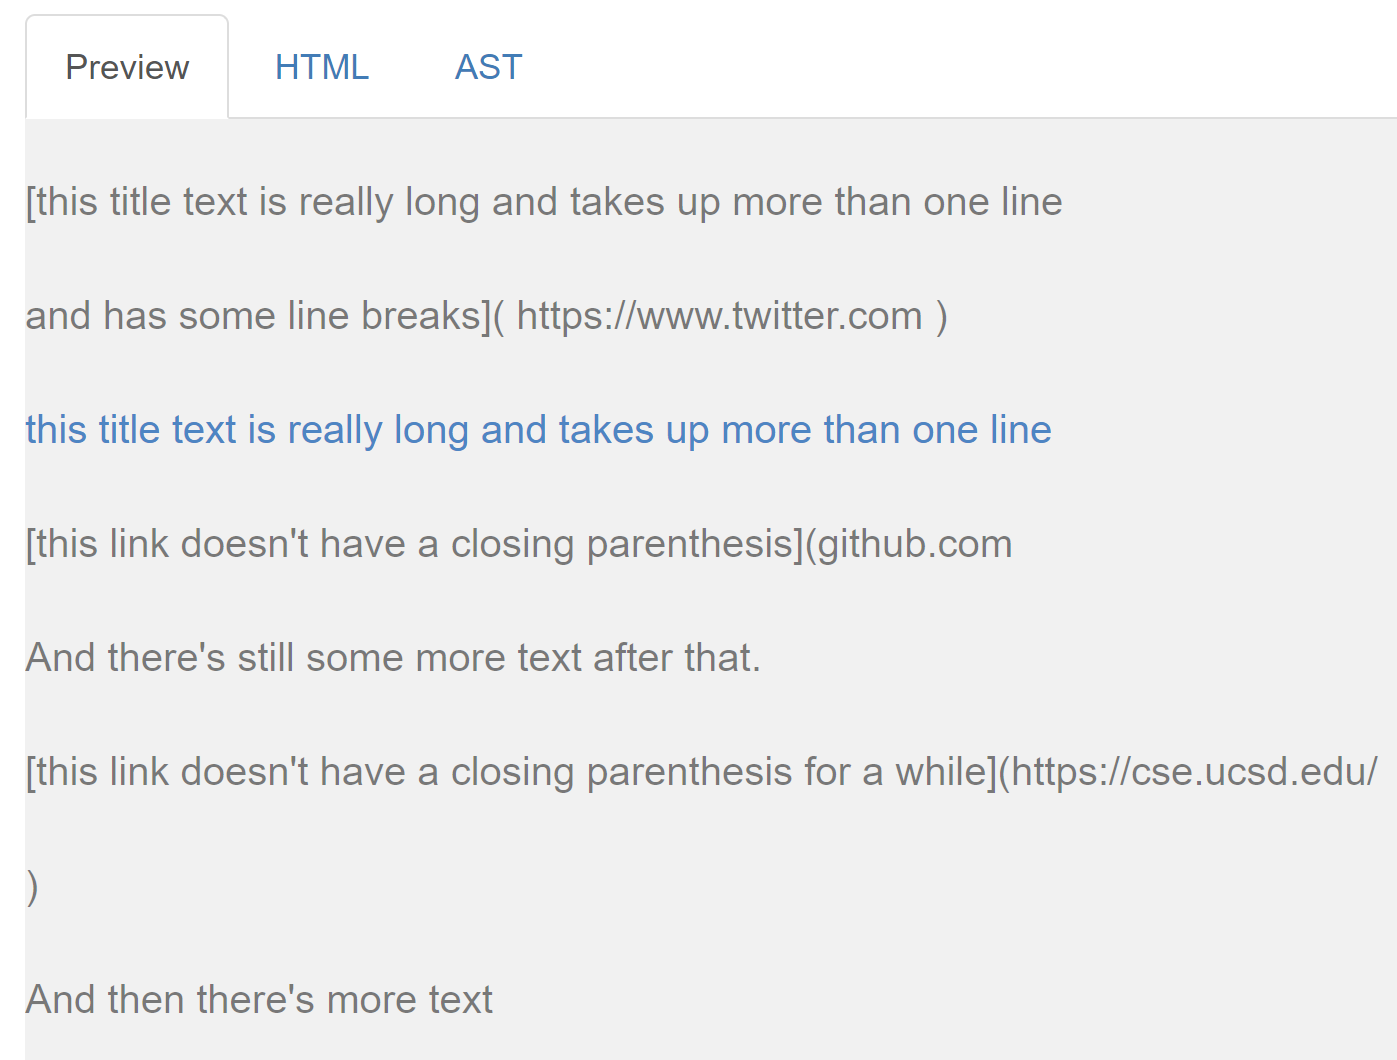 Preview HTML AST
[this title text is really long and takes up more than one line
and has some line breaks]( https://www.twitter.com )
this title text is really long and takes up more than one line
[this link doesn't have a closing parenthesis](github.com
And there's still some more text after that.
[this link doesn't have a closing parenthesis for a while](https://cse.ucsd.edu/
)
And then there's more text